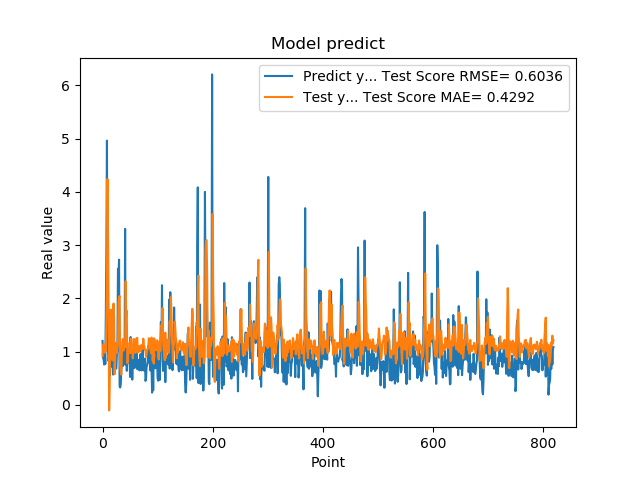 Model predict
Predict y... Test Score RMSE= 0.6036
Test y... Test Score MAE= 0.4292
Real value
6
5
4
3
2
1
0
0 200 400 600 800
Point